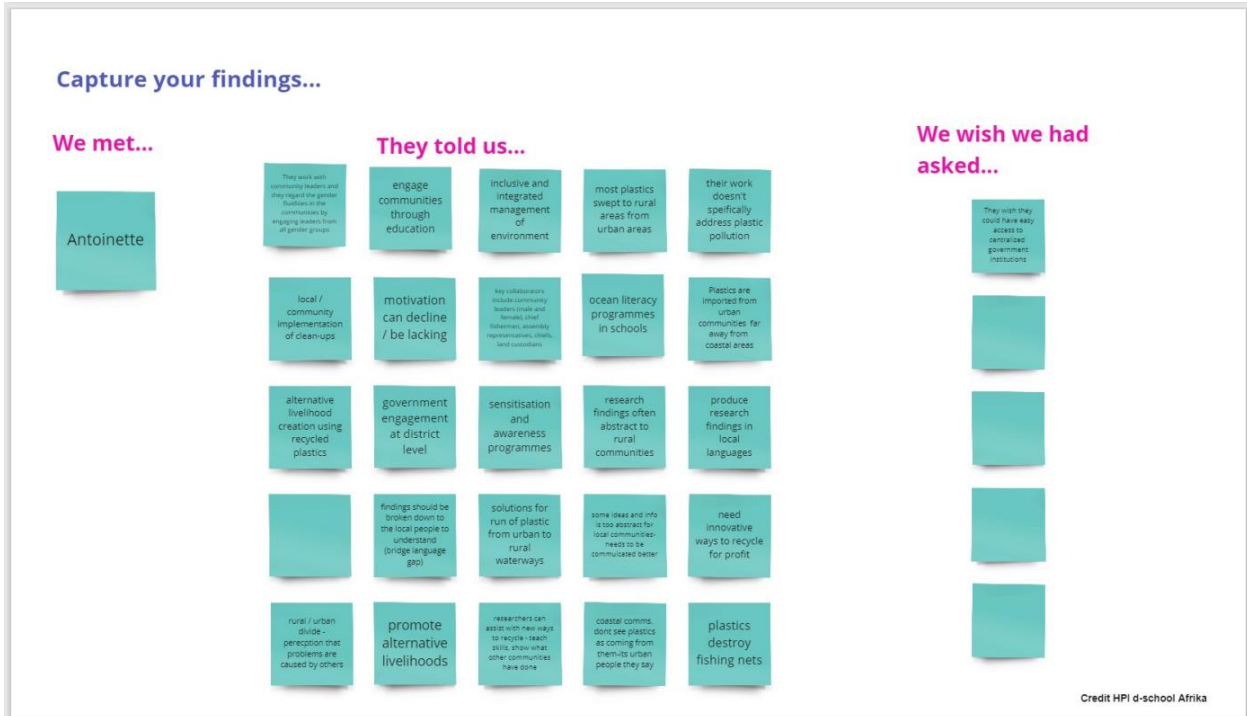 Capture your findings...
We met...
They told us...
We wish we had
asked...
Antoinette
They work with
community leaders and
they regard the gender
fluidities in the
communities by
engaging leaders from
all gender groups
engage
communities
through
education
inclusive and
integrated
management
of
environment
most plastics
swept to rural
areas from
urban areas
their work
doesn't
speifically
address plastic
pollution
They wish they
could have easy
access to
centralized
government
institutions
local /
community
implementation
of clean-ups
motivation
can decline
/ be lacking
key collaborators
include community
leaders (male and
female), chief
fishermen, assembly
representatives, chiefs,
land custodians
ocean literacy
programmes
in schools
Plastics are
imported from
urban
communities far
away from
coastal areas
alternative
livelihood
creation using
recycled
plastics
government
engagement
at district
level
sensitisation
and
awareness
programmes
research
findings often
abstract to
rural
communities
produce
research
findings in
local
languages
findings should be
broken down to
the local people to
understand
(bridge language
gap)
solutions for
run of plastic
from urban to
rural
waterways
some ideas and info
is too abstract for
local communities-
needs to be
commuicated better
need
innovative
ways to recycle
for profit
rural / urban
divide -
perecption that
problems are
caused by others
promote
alternative
livelihoods
researchers can
assist with new ways
to recycle - teach
skills, show what
other communities
have done
coastal comms.
dont see plastics
as coming from
them-its urban
people they say
plastics
destroy
fishing nets
Credit HPI d-school Afrika